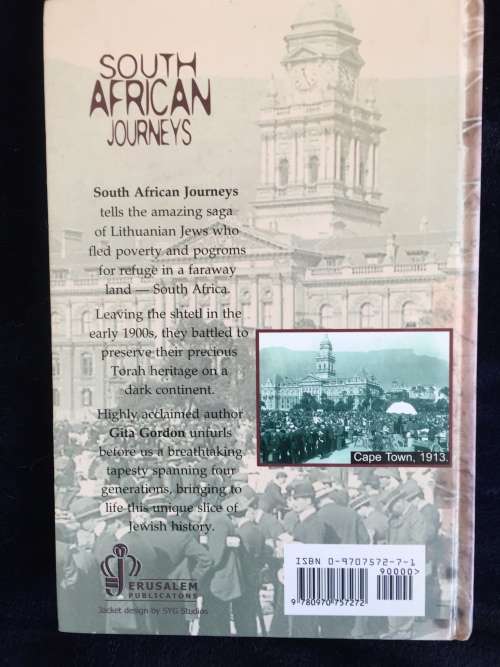 SOUTH
AFRICAN
JOURNEYS
South African Journeys
tells the amazing saga
of Lithuanian Jews who
fled poverty and pogroms
for refuge in a faraway
land — South Africa.
Leaving the shtetl in the
early 1900s, they battled to
preserve their precious
Torah heritage on a
dark continent.
Highly acclaimed author
Gita Gordon unfurls
before us a breathtaking
tapesty spanning four
generations, bringing to
life this unique slice of
Jewish history.
Cape Town, 1913.
JERUSALEM
PUBLICATONS
Jacket design by SYG Studios
ISBN 0-9707572-7-1
90000>
9 780970 757272